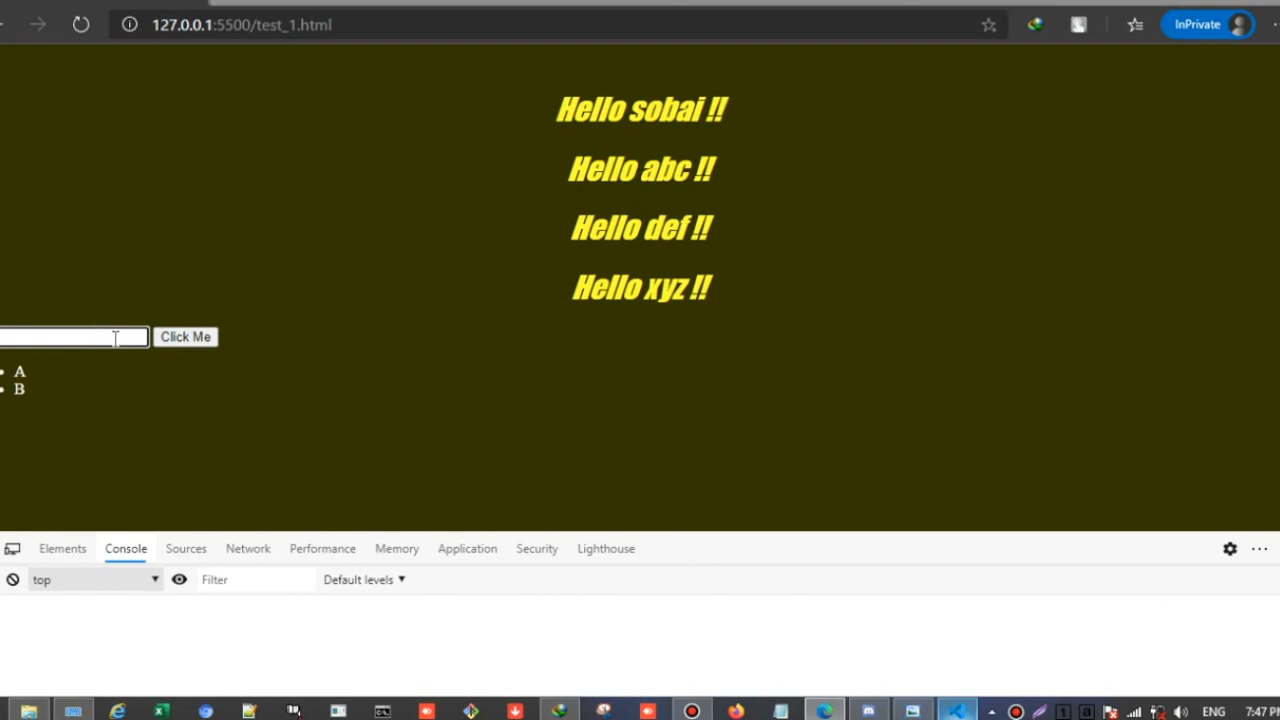 127.0.0.1:5500/test_1.html
InPrivate
Hello sobai !!
Hello abc !!
Hello def !!
Hello xyz !!
Click Me
A
B
Elements Console Sources Network Performance Memory Application Security Lighthouse
top Filter Default levels
ENG 7:47 PM